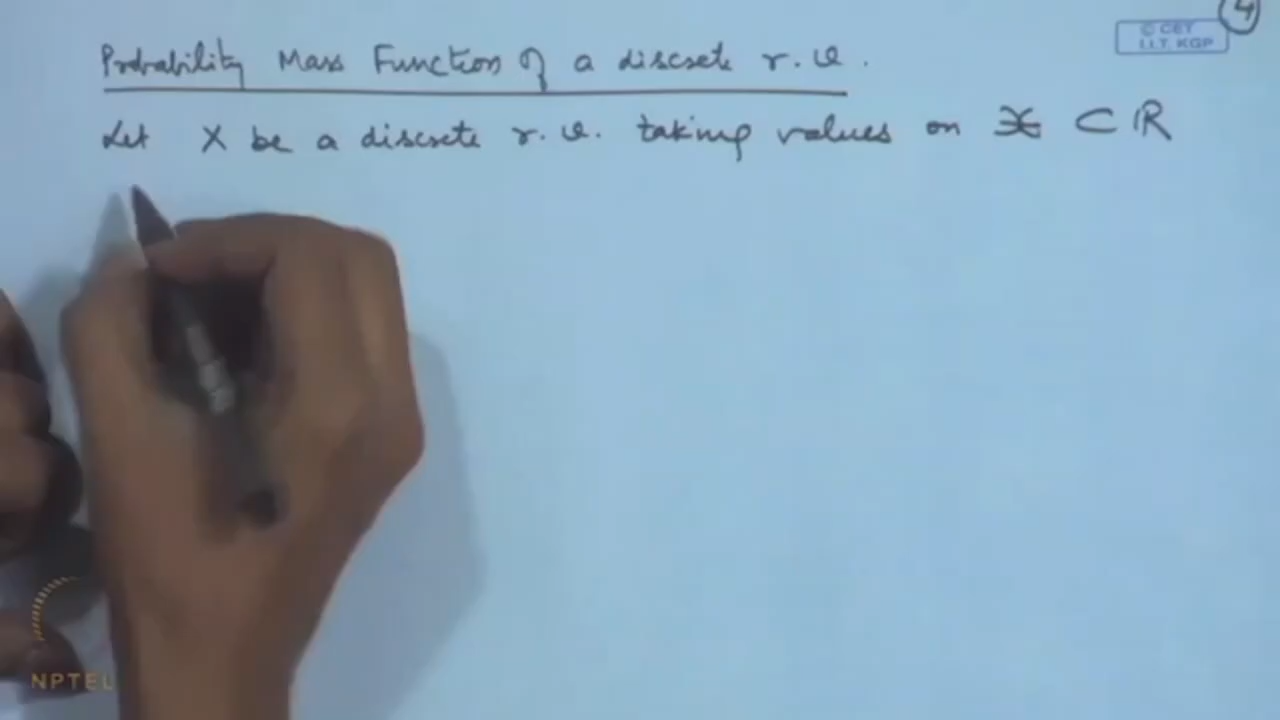 4
© CET
I.I.T. KGP
Probability Mass Function of a discrete r.v.
Let X be a discrete r.v. taking values on 𝔛 ⊂ ℝ
NPTEL